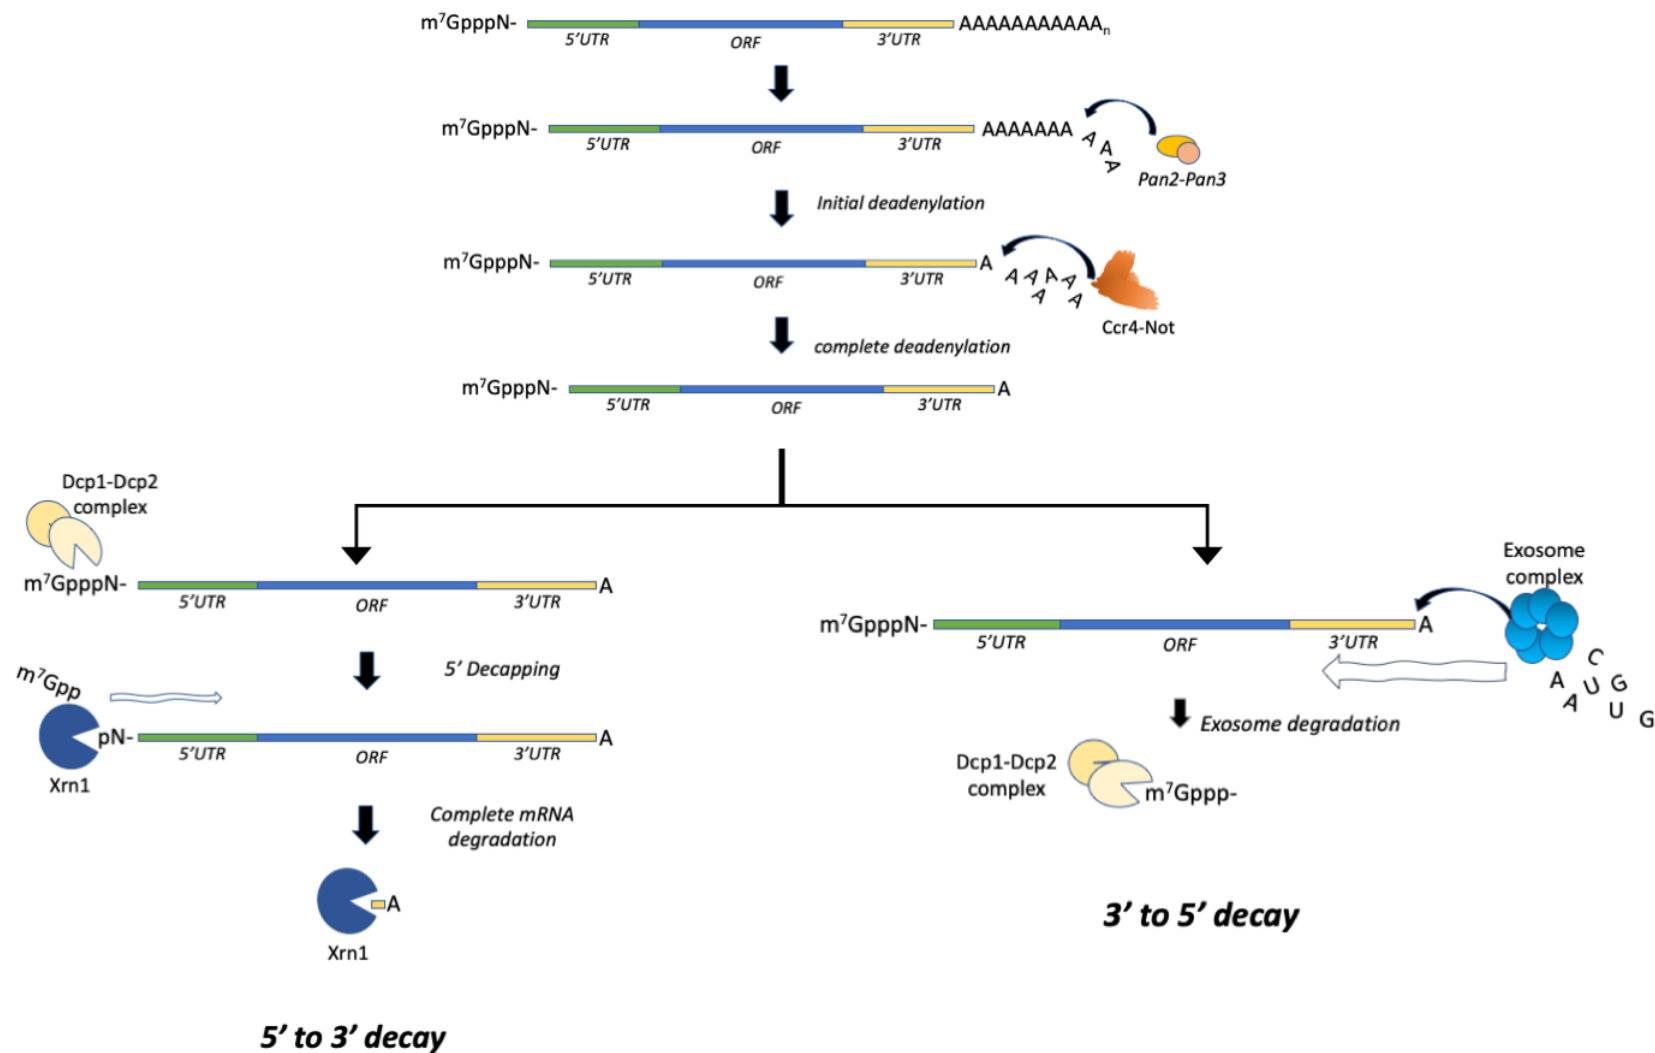 m⁷GpppN- AAAAAAAAAAAₙ
5'UTR ORF 3'UTR
m⁷GpppN- AAAAAAA A A A
5'UTR ORF 3'UTR
Pan2-Pan3
Initial deadenylation
m⁷GpppN- A A A A A A A
5'UTR ORF 3'UTR
Ccr4-Not
complete deadenylation
m⁷GpppN- A
5'UTR ORF 3'UTR
Dcp1-Dcp2
complex
m⁷GpppN- A
5'UTR ORF 3'UTR
5' Decapping
m⁷Gpp
pN- A
5'UTR ORF 3'UTR
Xrn1
Complete mRNA
degradation
A
Xrn1
5' to 3' decay
Exosome
complex
m⁷GpppN- A
5'UTR ORF 3'UTR
A A U C G U G
Exosome degradation
Dcp1-Dcp2
complex
m⁷Gppp-
3' to 5' decay